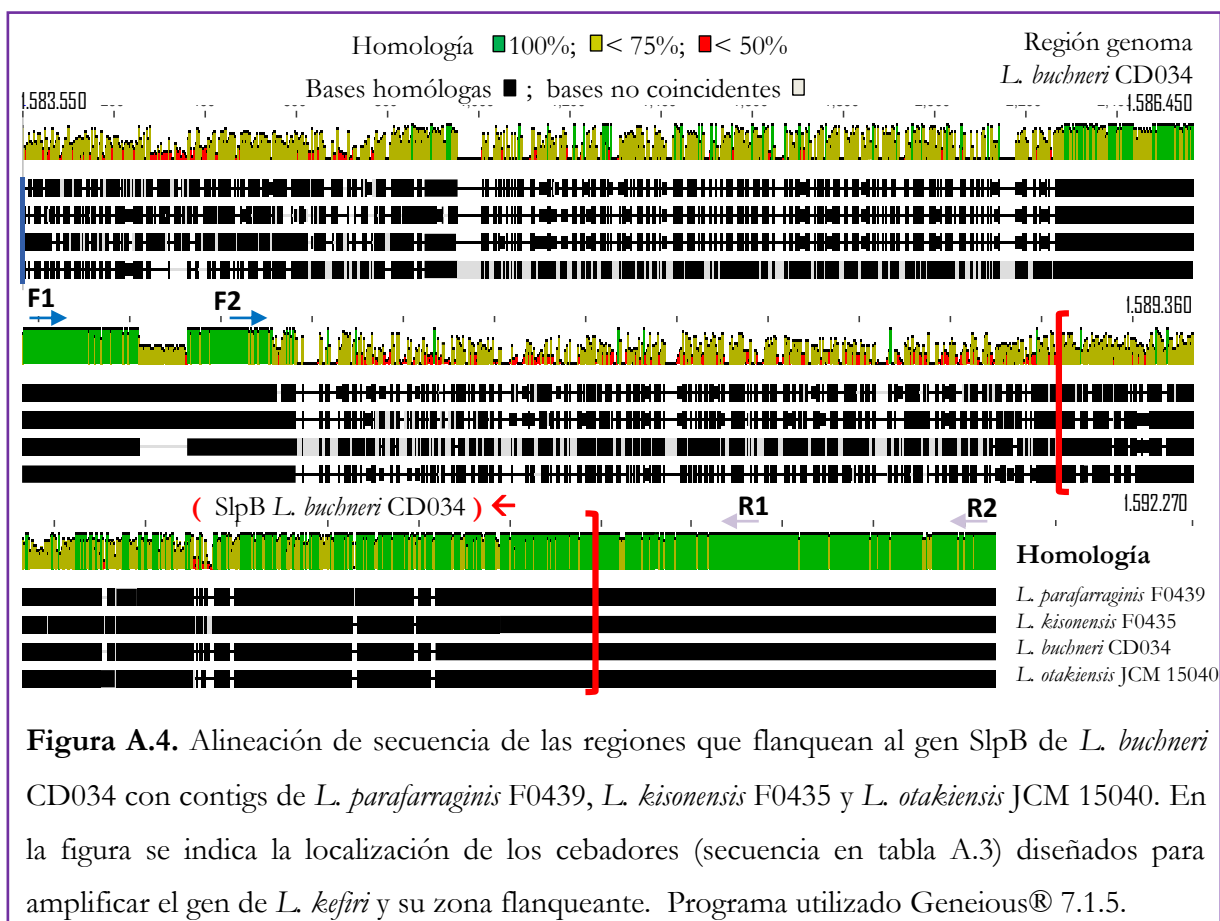 Homología 100%; < 75%; < 50%
Región genoma
L. buchneri CD034
Bases homólogas ; bases no coincidentes
1.583.550
1.586.450
F1
F2
1.589.360
( SlpB L. buchneri CD034 )
R1
R2
1.592.270
Homología
L. parafarraginis F0439
L. kisonensis F0435
L. buchneri CD034
L. otakiensis JCM 15040
Figura A.4. Alineación de secuencia de las regiones que flanquean al gen SlpB de L. buchneri
CD034 con contigs de L. parafarraginis F0439, L. kisonensis F0435 y L. otakiensis JCM 15040. En
la figura se indica la localización de los cebadores (secuencia en tabla A.3) diseñados para
amplificar el gen de L. kefiri y su zona flanqueante. Programa utilizado Geneious® 7.1.5.